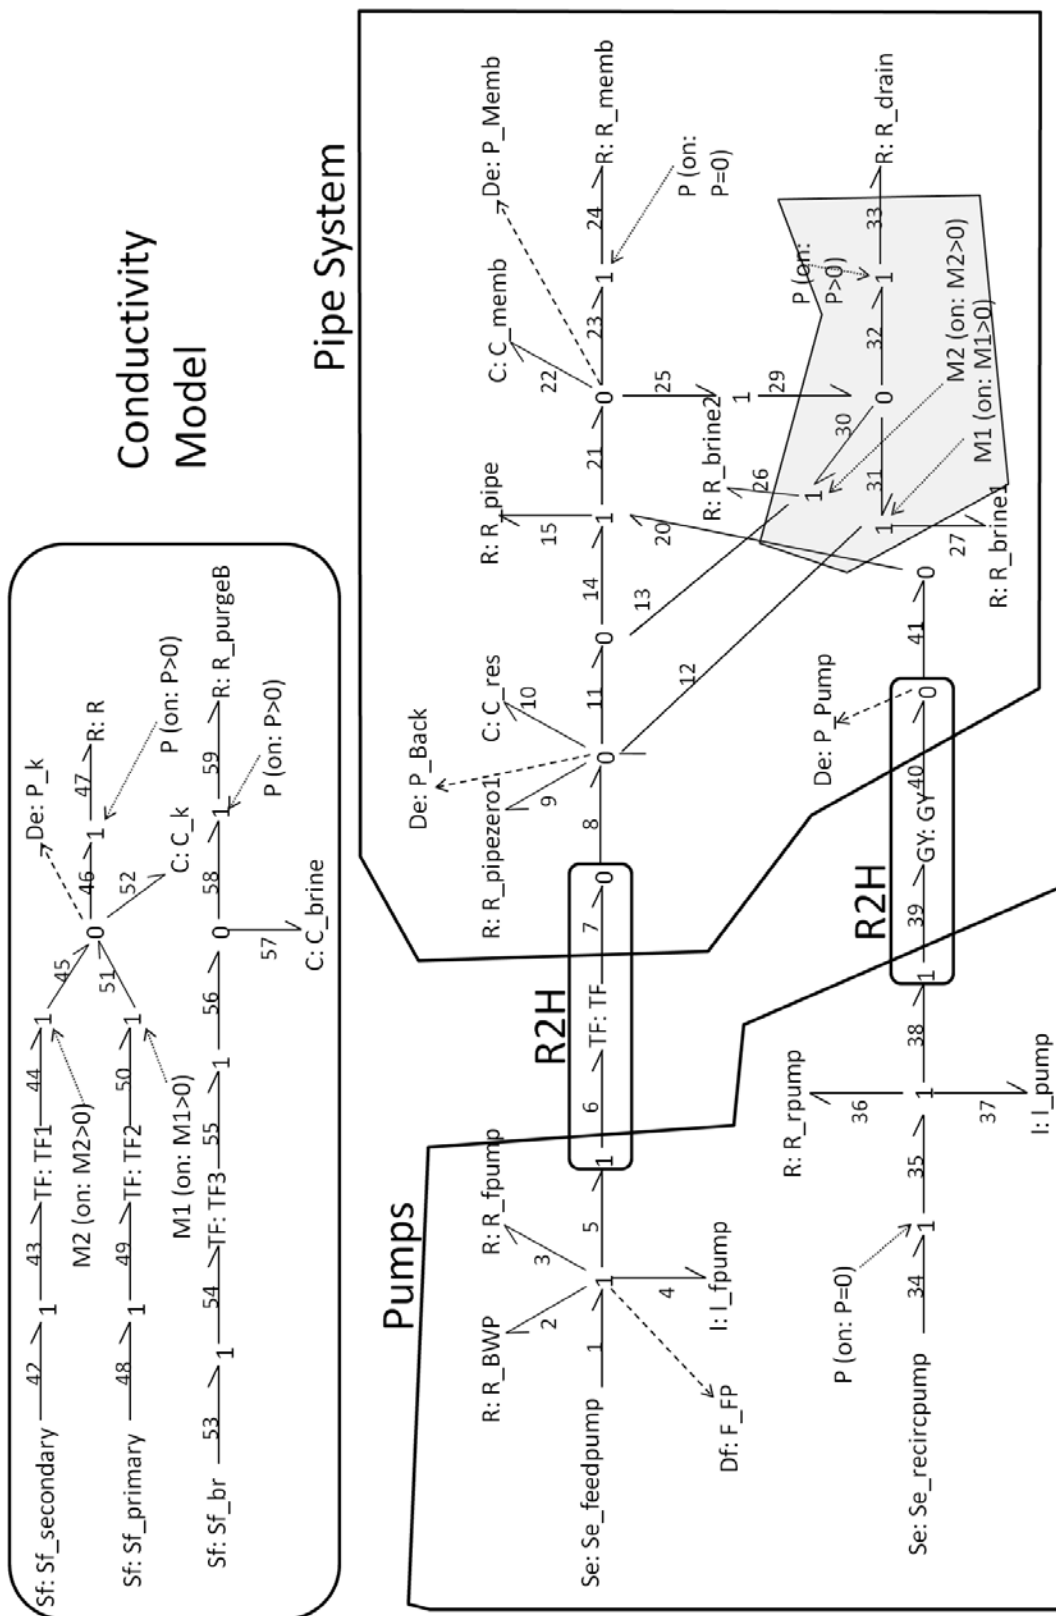 Conductivity
Model
Sf: Sf_secondary
42
1
43
TF: TF1
44
1
45
M2 (on: M2>0)
De: P_k
0
46
1
47
R: R
P (on: P>0)
52
C: C_k
51
Sf: Sf_primary
48
1
49
TF: TF2
50
1
M1 (on: M1>0)
Sf: Sf_br
53
1
54
TF: TF3
55
1
56
0
58
1
59
R: R_purgeB
P (on: P>0)
57
C: C_brine
Pipe System
De: P_Back
R: R_pipezero1
9
C: C_res
10
R: R_pipe
15
C: C_memb
22
De: P_Memb
8
0
11
0
14
1
21
0
23
1
24
R: R_memb
P (on:
P=0)
13
12
20
25
1
29
R: R_brine2
26
1
30
0
31
1
32
1
33
R: R_drain
P (on:
P>0)
M2 (on: M2>0)
M1 (on: M1>0)
27
R: R_brine1
De: P_Pump
0
41
0
Pumps
R2H
R: R_BWP
2
R: R_fpump
3
Se: Se_feedpump
1
1
5
1
6
TF: TF
7
0
4
I: I_fpump
Df: F_FP
R2H
P (on: P=0)
R: R_rpump
36
Se: Se_recircpump
34
1
35
1
38
1
39
GY: GY
40
37
I: I_pump